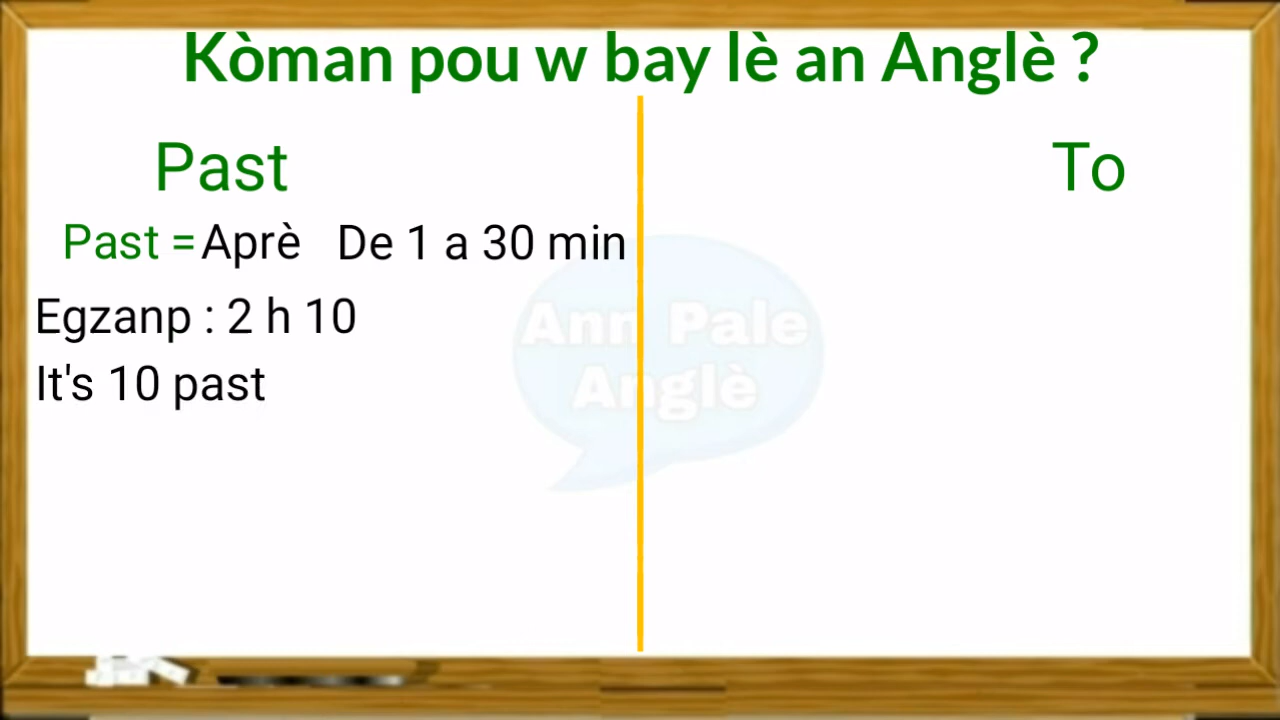 Kòman pou w bay lè an Anglè ?
Past
To
Past = Aprè De 1 a 30 min
Egzanp : 2 h 10
It's 10 past
Ann Pale
Anglè